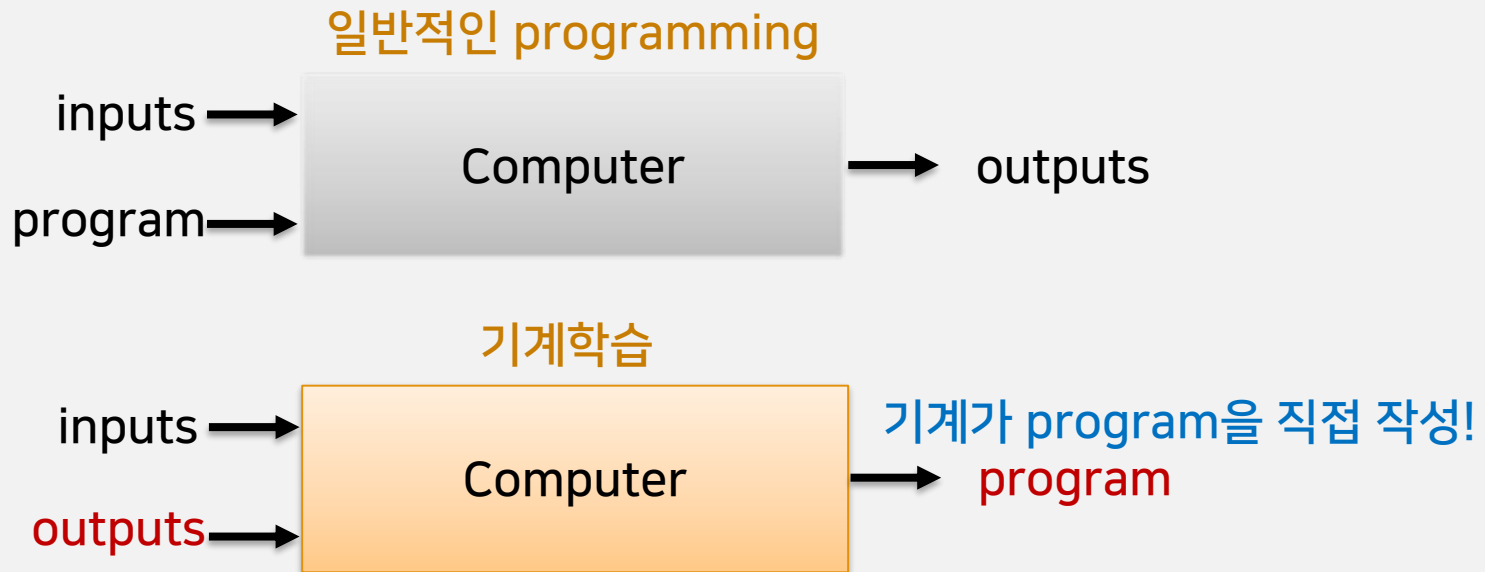 일반적인 programming
inputs
Computer
outputs
program
기계학습
inputs
기계가 program을 직접 작성!
Computer
program
outputs